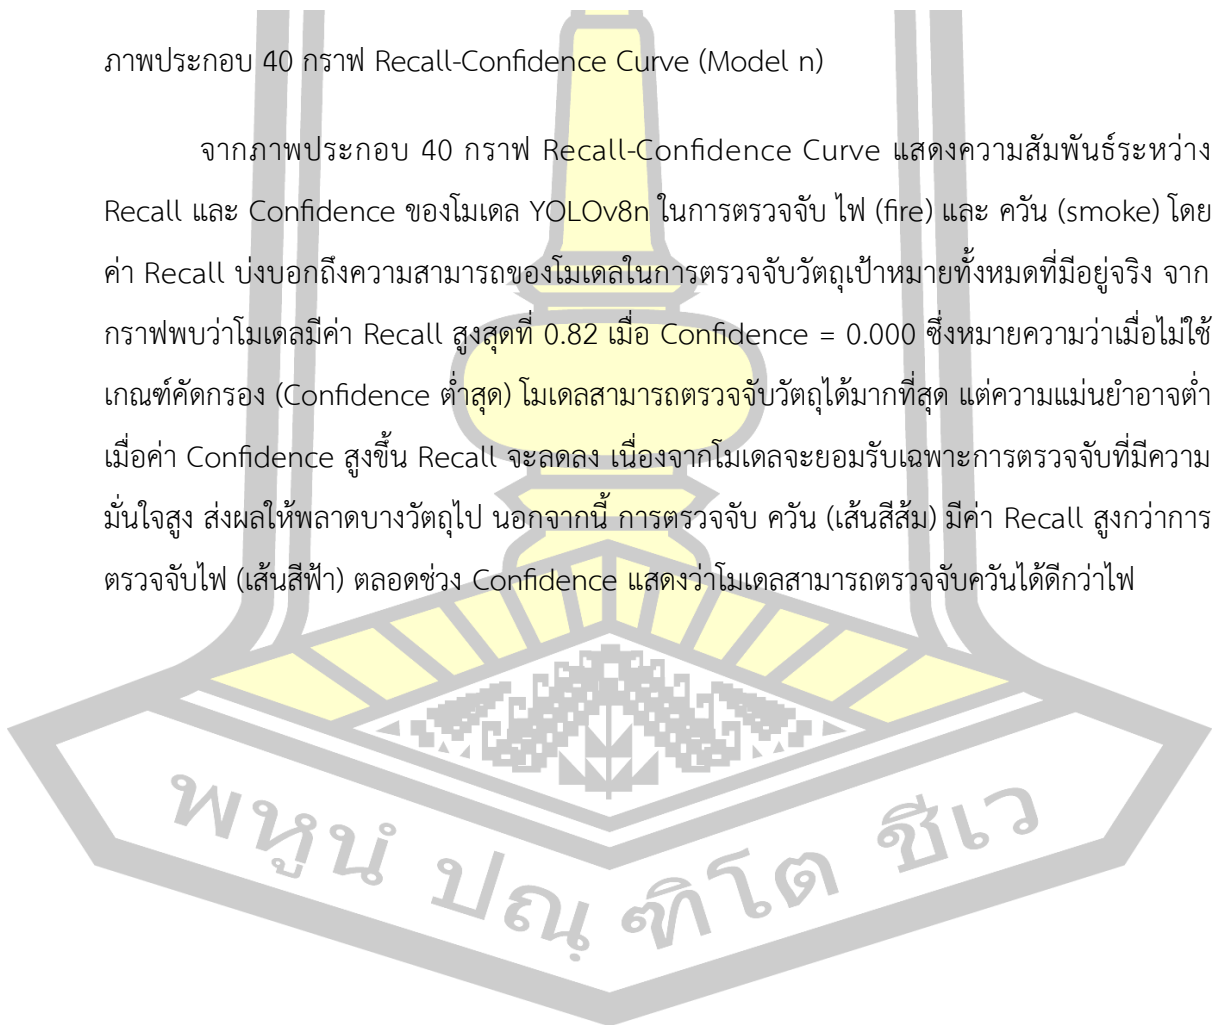 ภาพประกอบ 40 กราฟ Recall-Confidence Curve (Model n)
จากภาพประกอบ 40 กราฟ Recall-Confidence Curve แสดงความสัมพันธ์ระหว่าง
Recall และ Confidence ของโมเดล YOLOv8n ในการตรวจจับ ไฟ (fire) และ ควัน (smoke) โดย
ค่า Recall บ่งบอกถึงความสามารถของโมเดลในการตรวจจับวัตถุเป้าหมายทั้งหมดที่มีอยู่จริง จาก
กราฟพบว่าโมเดลมีค่า Recall สูงสุดที่ 0.82 เมื่อ Confidence = 0.000 ซึ่งหมายความว่าเมื่อไม่ใช้
เกณฑ์คัดกรอง (Confidence ต่ำสุด) โมเดลสามารถตรวจจับวัตถุได้มากที่สุด แต่ความแม่นยำอาจต่ำ
เมื่อค่า Confidence สูงขึ้น Recall จะลดลง เนื่องจากโมเดลจะยอมรับเฉพาะการตรวจจับที่มีความ
มั่นใจสูง ส่งผลให้พลาดบางวัตถุไป นอกจากนี้ การตรวจจับ ควัน (เส้นสีส้ม) มีค่า Recall สูงกว่าการ
ตรวจจับไฟ (เส้นสีฟ้า) ตลอดช่วง Confidence แสดงว่าโมเดลสามารถตรวจจับควันได้ดีกว่าไฟ
พหูนํ ปณฺ ฑิโต ชีเว